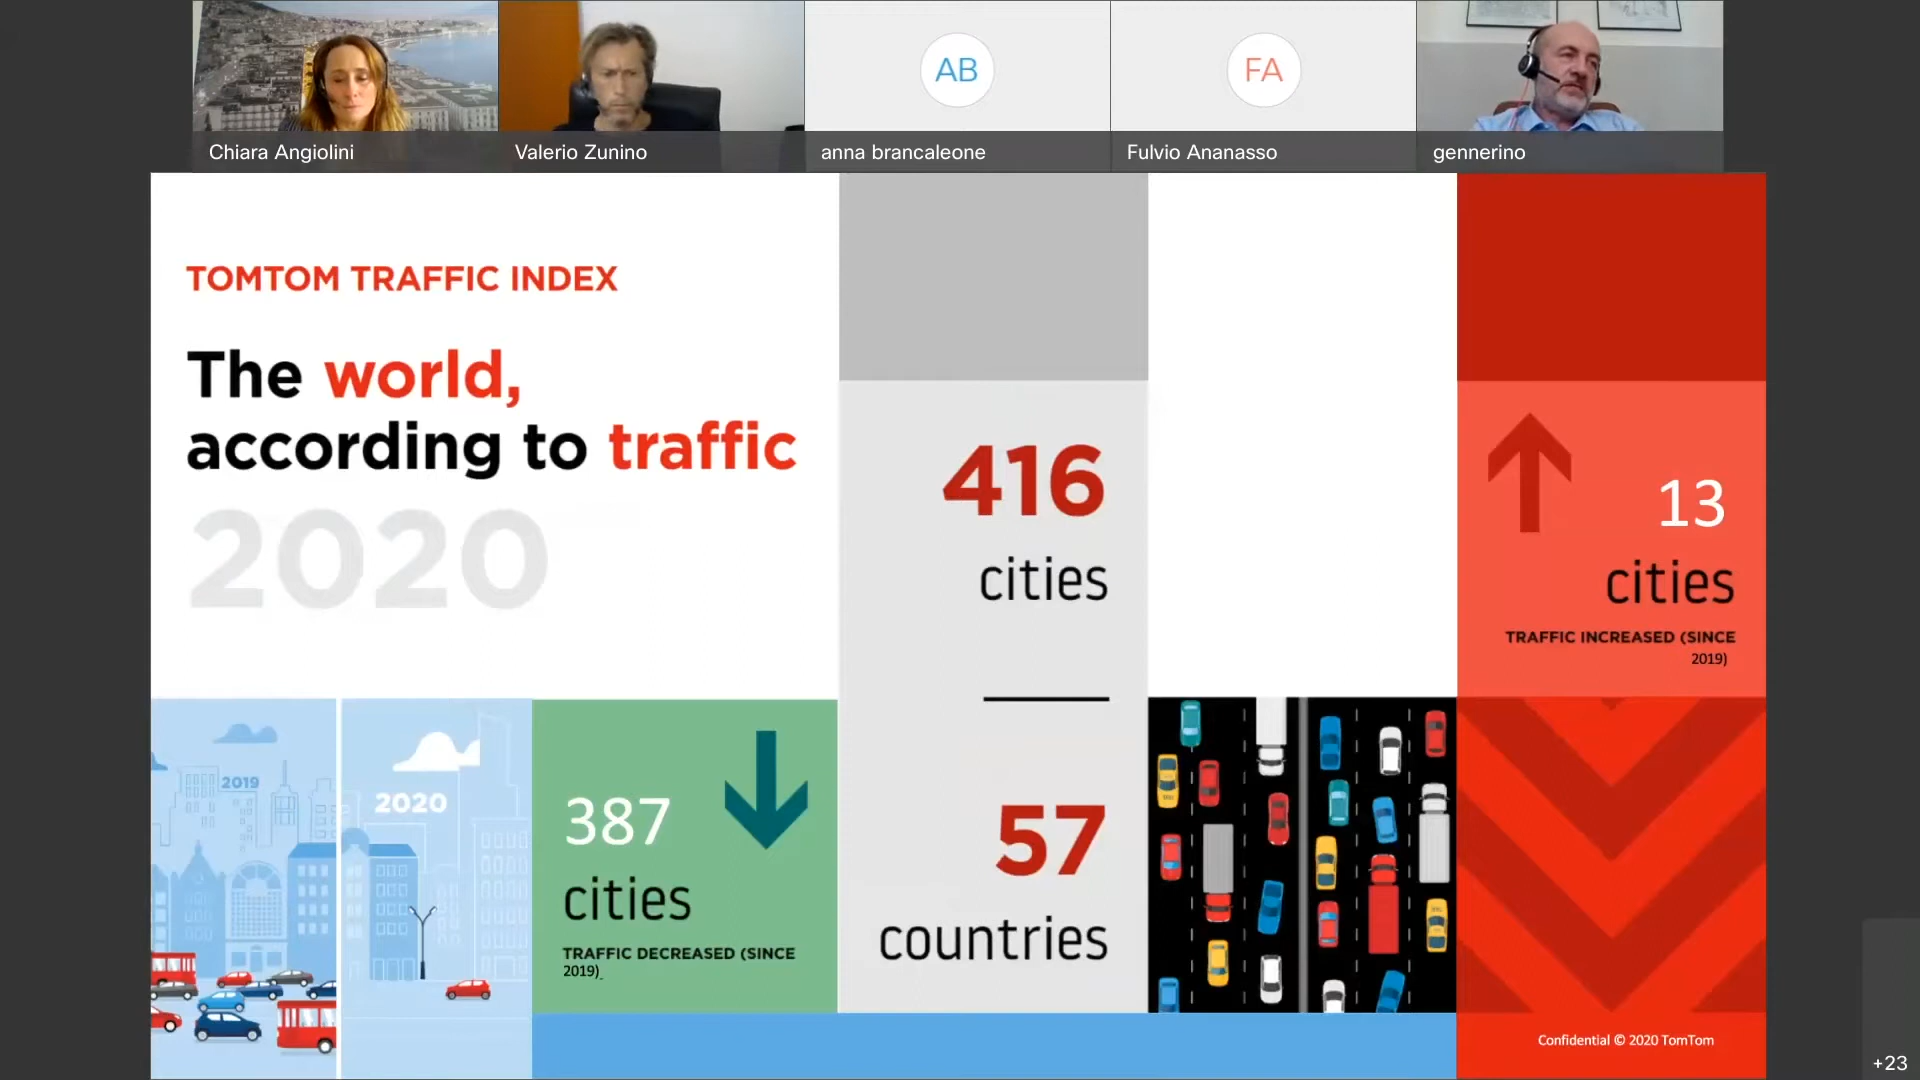 AB
FA
Chiara Angiolini
Valerio Zunino
anna brancaleone
Fulvio Ananasso
gennerino
TOMTOM TRAFFIC INDEX
The world,
according to traffic
2020
416
cities
57
countries
13
cities
TRAFFIC INCREASED (SINCE
2019)
2019
2020
387
cities
TRAFFIC DECREASED (SINCE
2019)
Confidential © 2020 TomTom
+23